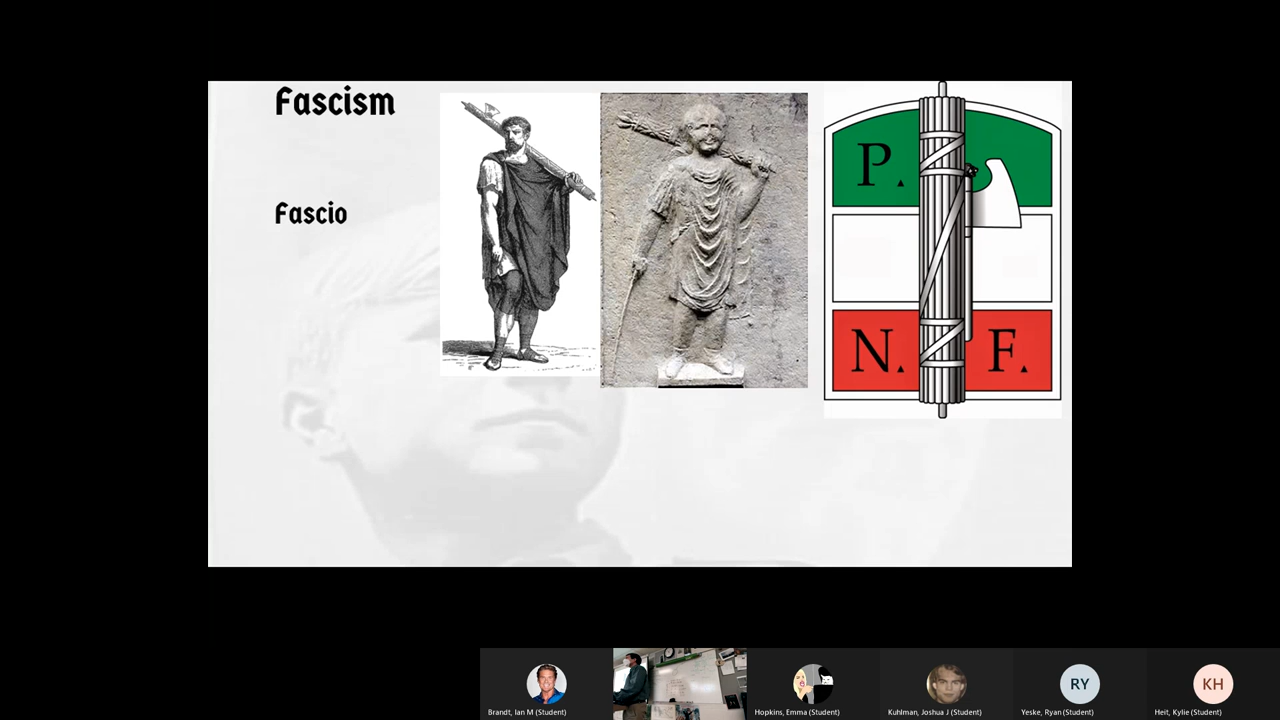 Fascism
Fascio
P.
N. F.
Brandt, Ian M (Student)
Hopkins, Emma (Student)
Kuhlman, Joshua J (Student)
RY
Yeske, Ryan (Student)
KH
Heit, Kylie (Student)